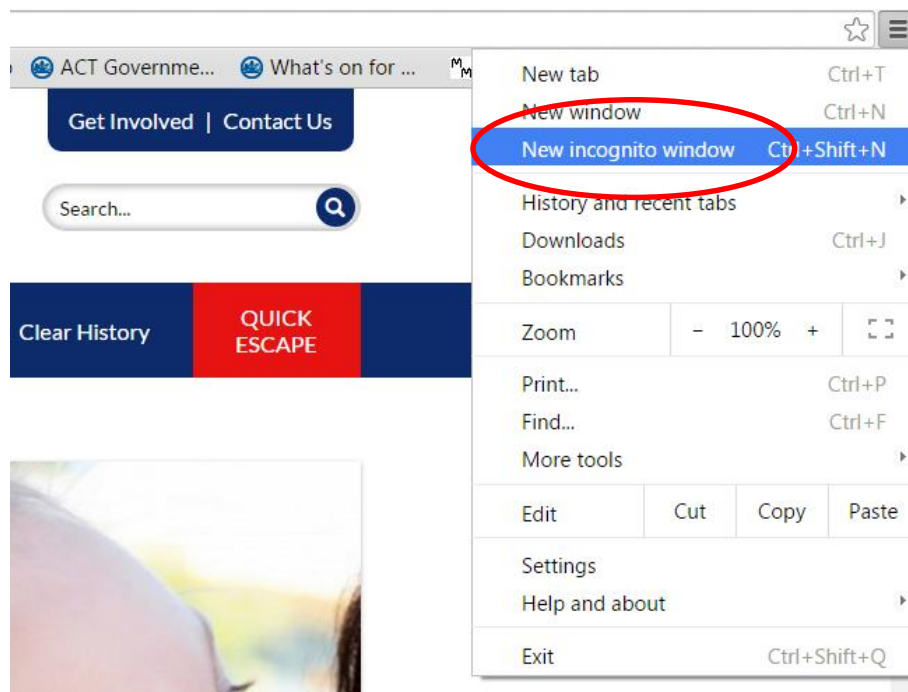 ACT Governme... What's on for ... MM
Get Involved | Contact Us
Search...
Clear History
QUICK
ESCAPE
New tab Ctrl+T
New window Ctrl+N
New incognito window Ctrl+Shift+N
History and recent tabs
Downloads Ctrl+J
Bookmarks
Zoom − 100% +
Print... Ctrl+P
Find... Ctrl+F
More tools
Edit Cut Copy Paste
Settings
Help and about
Exit Ctrl+Shift+Q